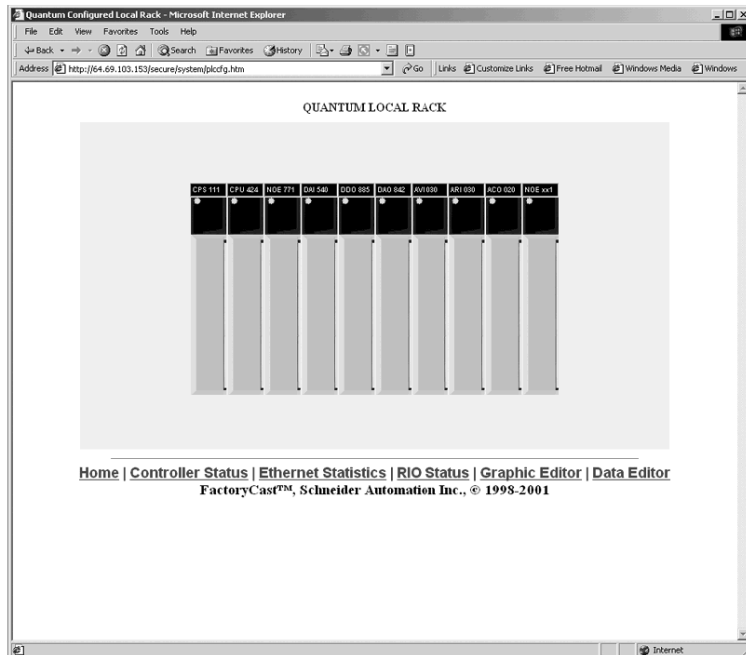 Quantum Configured Local Rack - Microsoft Internet Explorer
File Edit View Favorites Tools Help
Back Search Favorites History
Address http://64.69.103.153/secure/system/plccfg.htm Go Links Customize Links Free Hotmail Windows Media Windows
QUANTUM LOCAL RACK
CPS 111 CPU 424 NOE 771 DAI 540 DDO 885 DAO 842 AVI 030 ARI 030 ACO 020 NOE xx1
Home | Controller Status | Ethernet Statistics | RIO Status | Graphic Editor | Data Editor
FactoryCast™, Schneider Automation Inc., © 1998-2001
Internet